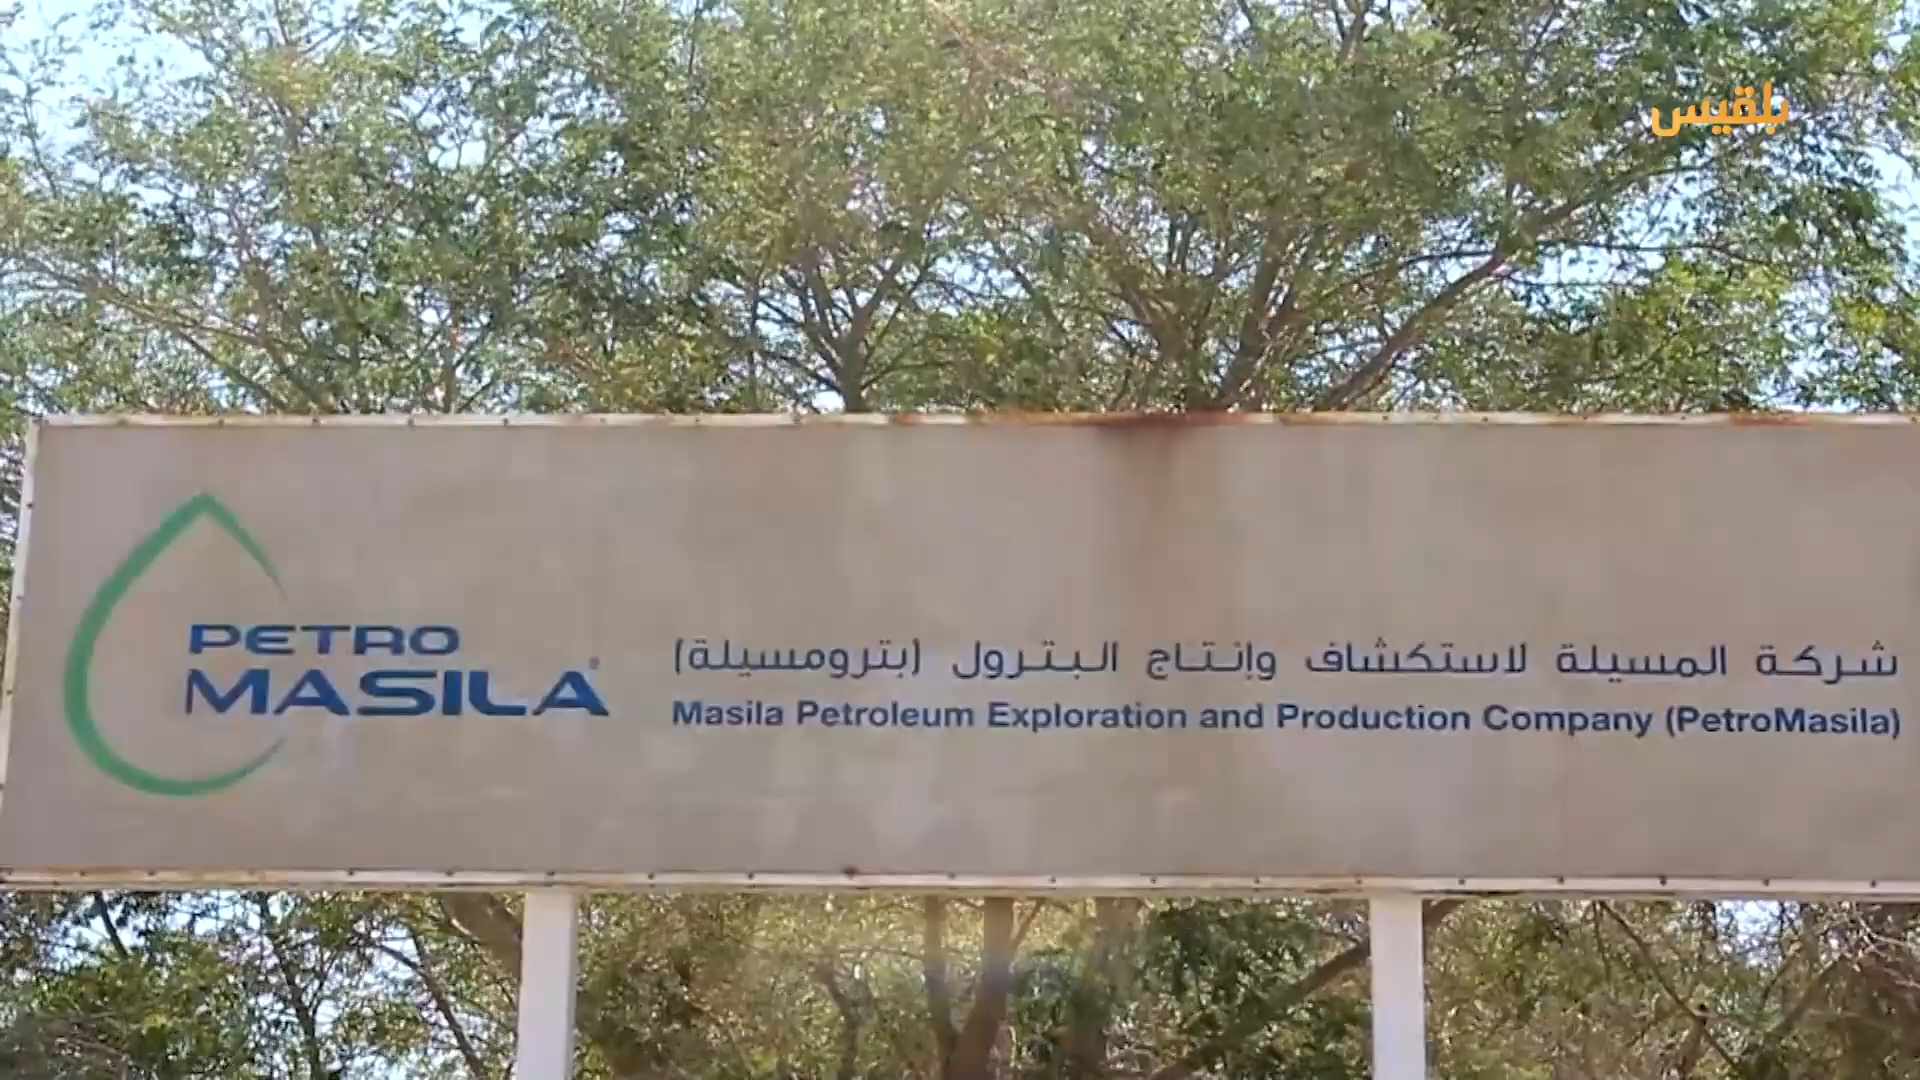 بلقيس
PETRO
MASILA
شركة المسيلة لاستكشاف وإنتاج البترول (بترومسيلة)
Masila Petroleum Exploration and Production Company (PetroMasila)